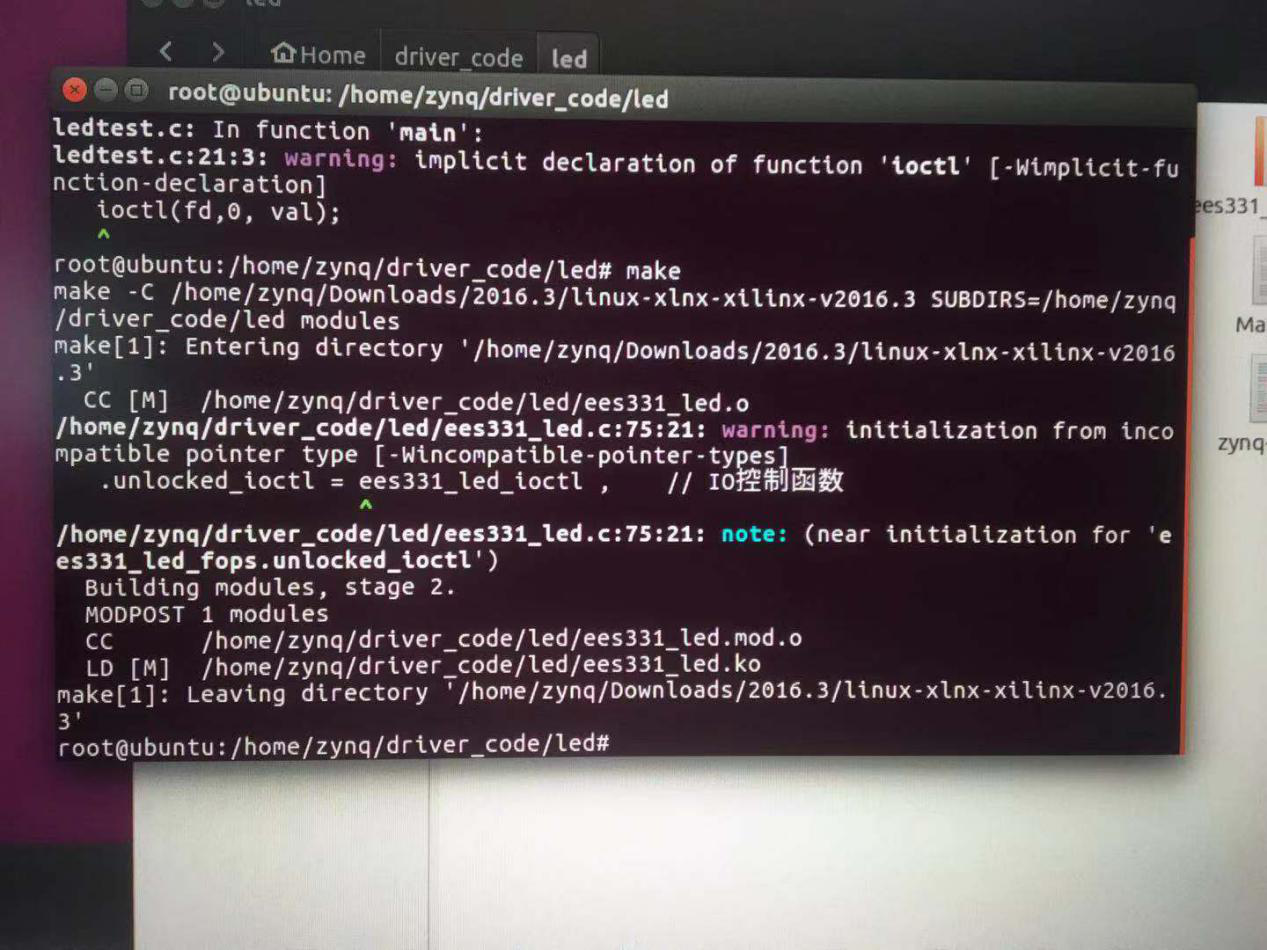 Home driver_code led
root@ubuntu: /home/zynq/driver_code/led
ledtest.c: In function 'main':
ledtest.c:21:3: warning: implicit declaration of function 'ioctl' [-Wimplicit-fu
nction-declaration]
ioctl(fd,0, val);
^
root@ubuntu:/home/zynq/driver_code/led# make
make -C /home/zynq/Downloads/2016.3/linux-xlnx-xilinx-v2016.3 SUBDIRS=/home/zynq
/driver_code/led modules
make[1]: Entering directory '/home/zynq/Downloads/2016.3/linux-xlnx-xilinx-v2016
.3'
CC [M] /home/zynq/driver_code/led/ees331_led.o
/home/zynq/driver_code/led/ees331_led.c:75:21: warning: initialization from inco
mpatible pointer type [-Wincompatible-pointer-types]
.unlocked_ioctl = ees331_led_ioctl , // IO控制函数
^
/home/zynq/driver_code/led/ees331_led.c:75:21: note: (near initialization for 'e
es331_led_fops.unlocked_ioctl')
Building modules, stage 2.
MODPOST 1 modules
CC /home/zynq/driver_code/led/ees331_led.mod.o
LD [M] /home/zynq/driver_code/led/ees331_led.ko
make[1]: Leaving directory '/home/zynq/Downloads/2016.3/linux-xlnx-xilinx-v2016.
3'
root@ubuntu:/home/zynq/driver_code/led#
ees331_
Ma
zynq-